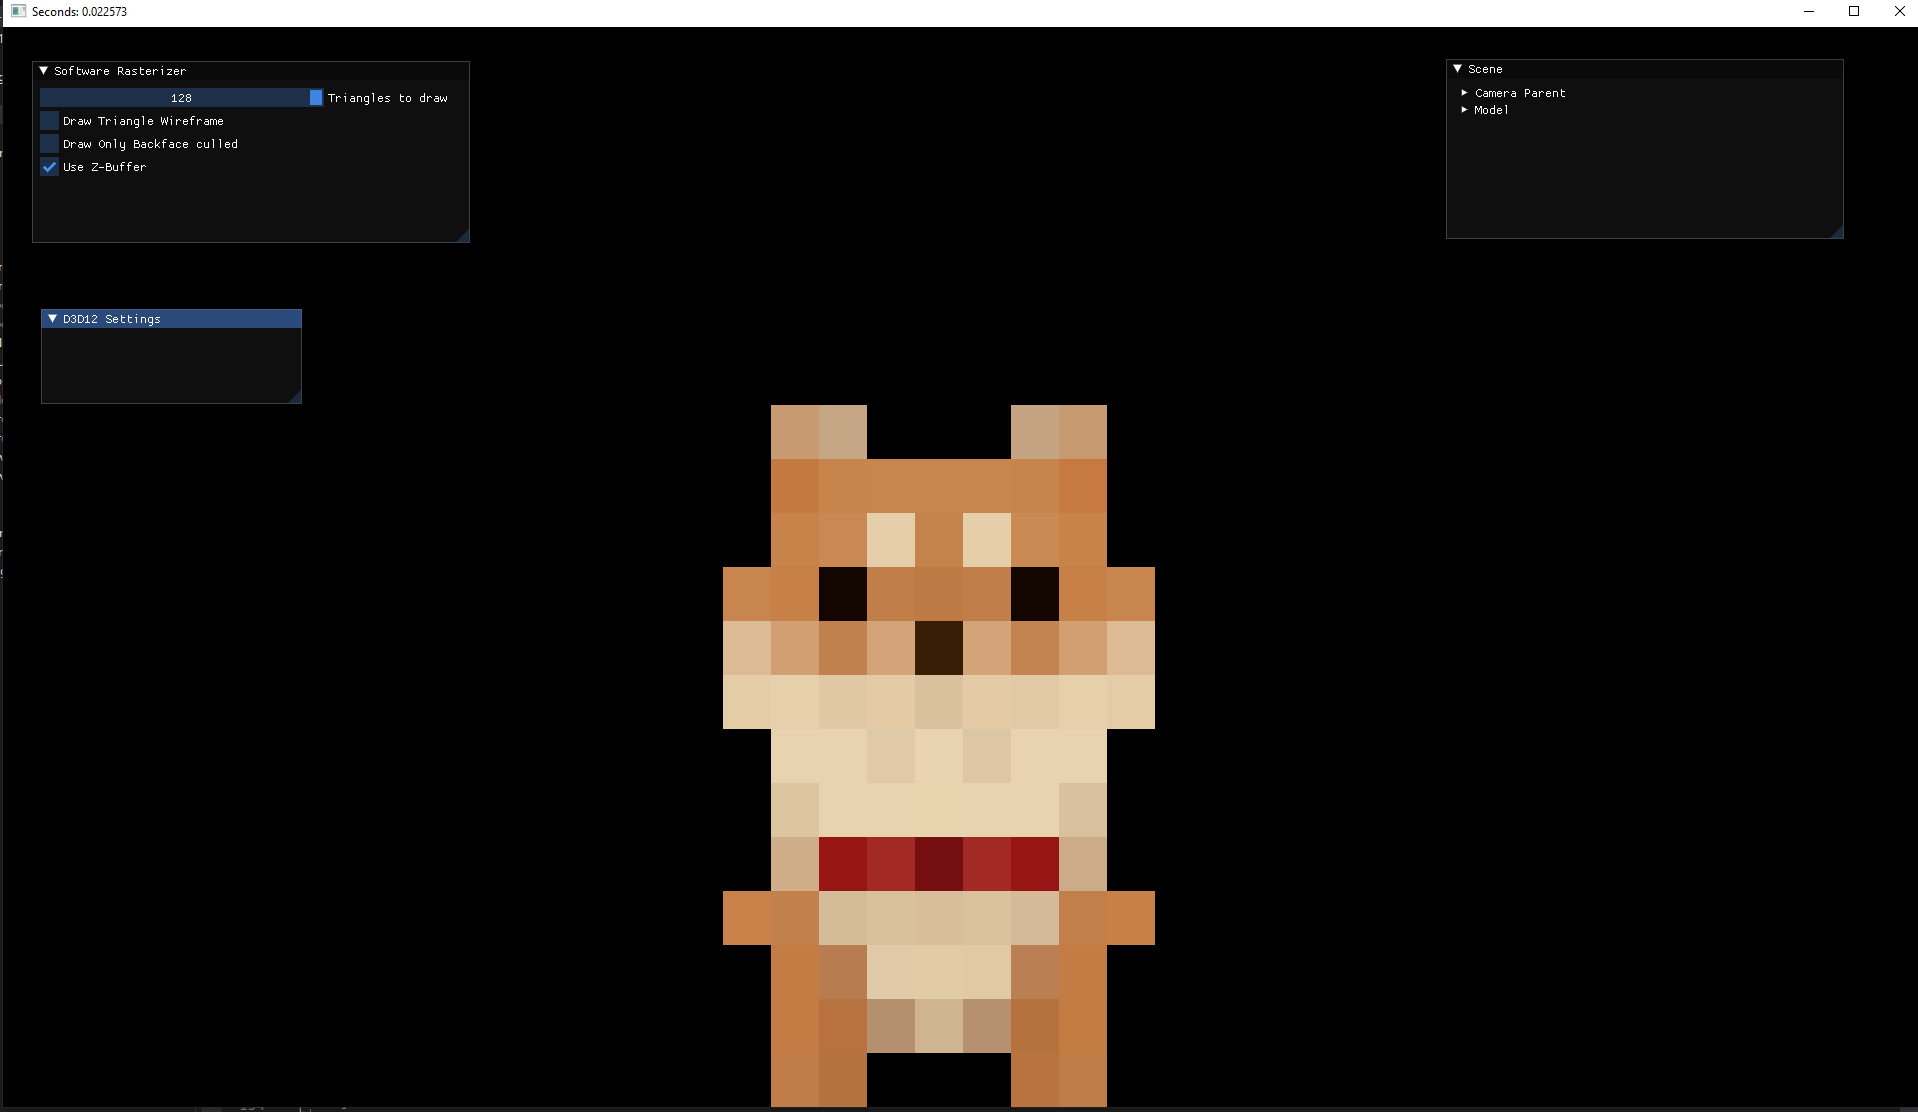 Seconds: 0.022573
Software Rasterizer
128 Triangles to draw
Draw Triangle Wireframe
Draw Only Backface culled
Use Z-Buffer
Scene
Camera Parent
Model
D3D12 Settings